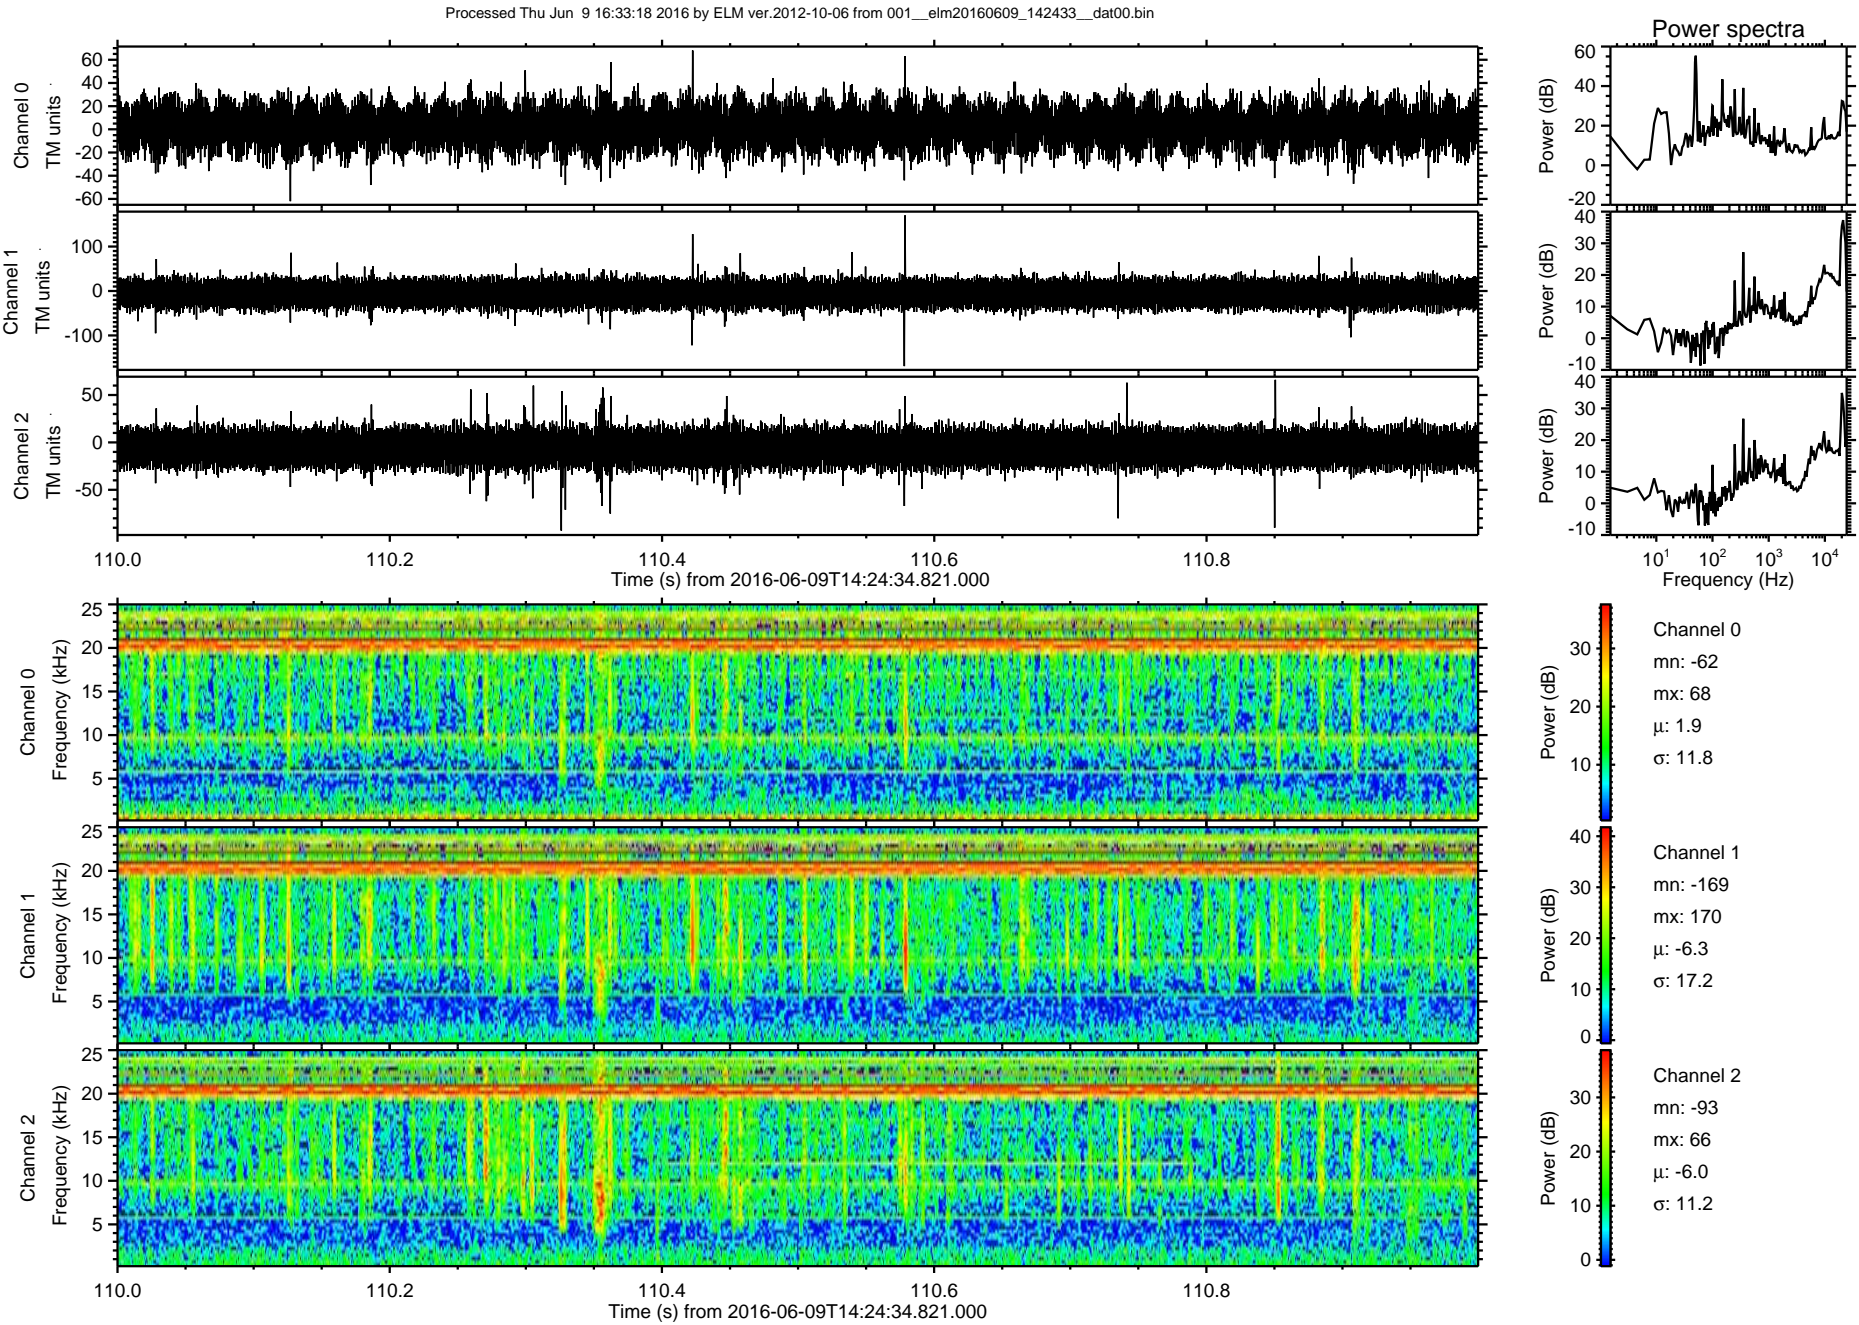 Processed Thu Jun 9 16:33:18 2016 by ELM ver.2012-10-06 from 001__elm20160609_142433__dat00.bin
Power spectra
Channel 0
TM units
60
40
20
0
-20
-40
-60
Power (dB)
60
40
20
0
-20
Channel 1
TM units
100
0
-100
Power (dB)
40
30
20
10
0
-10
Channel 2
TM units
50
0
-50
Power (dB)
40
30
20
10
0
-10
110.0 110.2 110.4 110.6 110.8
Time (s) from 2016-06-09T14:24:34.821.000
10¹ 10² 10³ 10⁴
Frequency (Hz)
Channel 0
Frequency (kHz)
25
20
15
10
5
Power (dB)
30
20
10
Channel 0
mn: -62
mx: 68
μ: 1.9
σ: 11.8
Channel 1
Frequency (kHz)
25
20
15
10
5
Power (dB)
40
30
20
10
0
Channel 1
mn: -169
mx: 170
μ: -6.3
σ: 17.2
Channel 2
Frequency (kHz)
25
20
15
10
5
Power (dB)
30
20
10
0
Channel 2
mn: -93
mx: 66
μ: -6.0
σ: 11.2
110.0 110.2 110.4 110.6 110.8
Time (s) from 2016-06-09T14:24:34.821.000